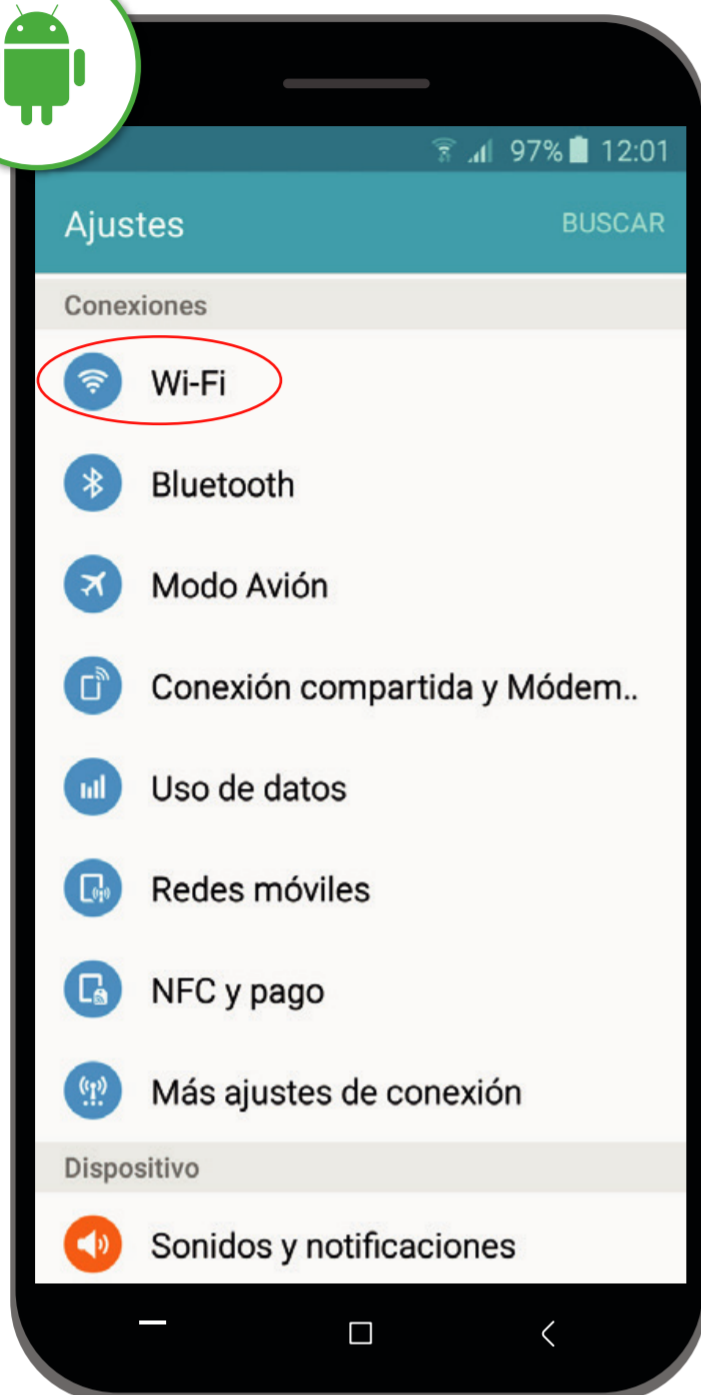 97% 12:01
Ajustes BUSCAR
Conexiones
Wi-Fi
Bluetooth
Modo Avión
Conexión compartida y Módem..
Uso de datos
Redes móviles
NFC y pago
Más ajustes de conexión
Dispositivo
Sonidos y notificaciones